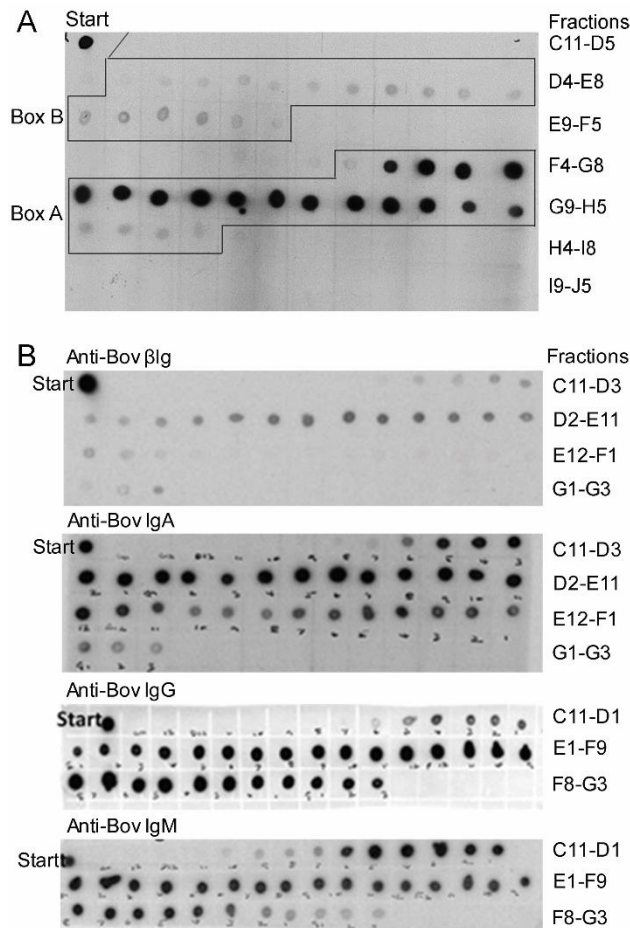 A
Start
Fractions
C11-D5
D4-E8
Box B
E9-F5
F4-G8
Box A
G9-H5
H4-I8
I9-J5
B
Anti-Bov βIg
Fractions
Start
C11-D3
D2-E11
E12-F1
G1-G3
Anti-Bov IgA
Start
C11-D3
D2-E11
E12-F1
G1-G3
Anti-Bov IgG
Start
C11-D1
E1-F9
F8-G3
Anti-Bov IgM
Start
C11-D1
E1-F9
F8-G3